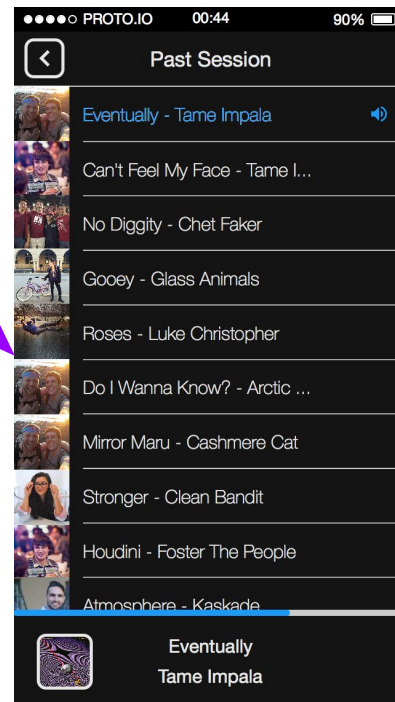 PROTO.IO 00:44 90%
Past Session
Eventually - Tame Impala
Can't Feel My Face - Tame I...
No Diggity - Chet Faker
Gooey - Glass Animals
Roses - Luke Christopher
Do I Wanna Know? - Arctic ...
Mirror Maru - Cashmere Cat
Stronger - Clean Bandit
Houdini - Foster The People
Atmosphere - Kaskade
Eventually
Tame Impala